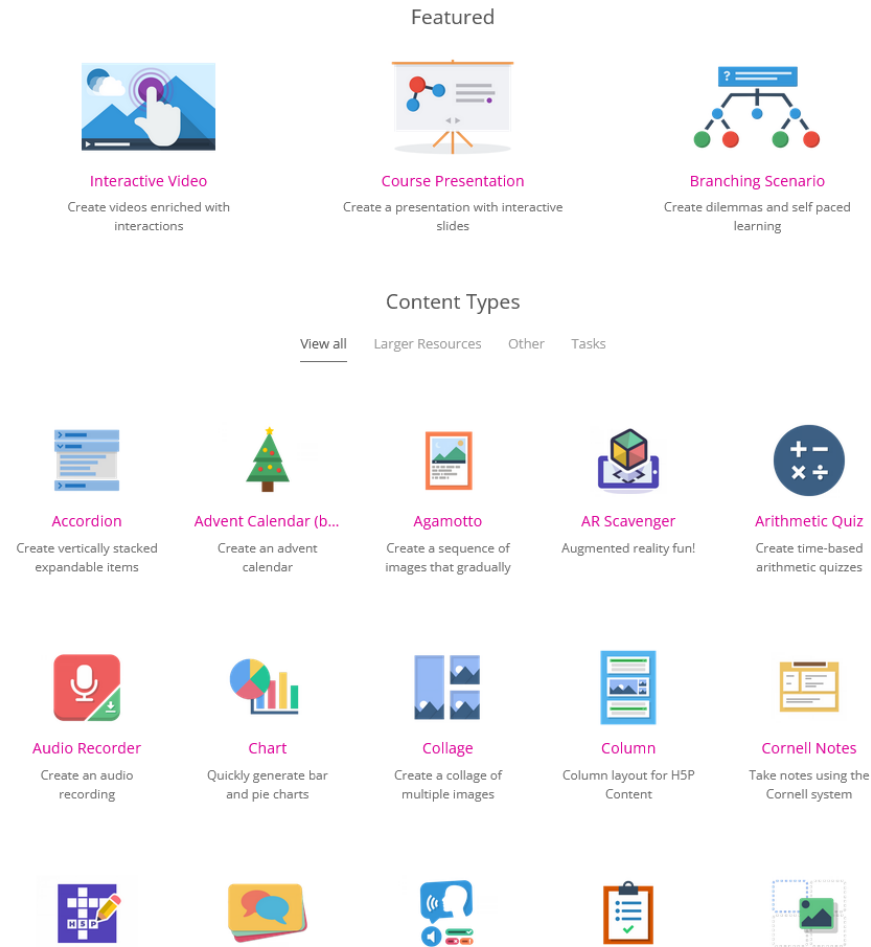 Featured
Interactive Video
Create videos enriched with
interactions
Course Presentation
Create a presentation with interactive
slides
?
Branching Scenario
Create dilemmas and self paced
learning
Content Types
View all
Larger Resources
Other
Tasks
Accordion
Create vertically stacked
expandable items
Advent Calendar (b...
Create an advent
calendar
Agamotto
Create a sequence of
images that gradually
AR Scavenger
Augmented reality fun!
+ −
× ÷
Arithmetic Quiz
Create time-based
arithmetic quizzes
Audio Recorder
Create an audio
recording
Chart
Quickly generate bar
and pie charts
Collage
Create a collage of
multiple images
Column
Column layout for H5P
Content
Cornell Notes
Take notes using the
Cornell system
H5P